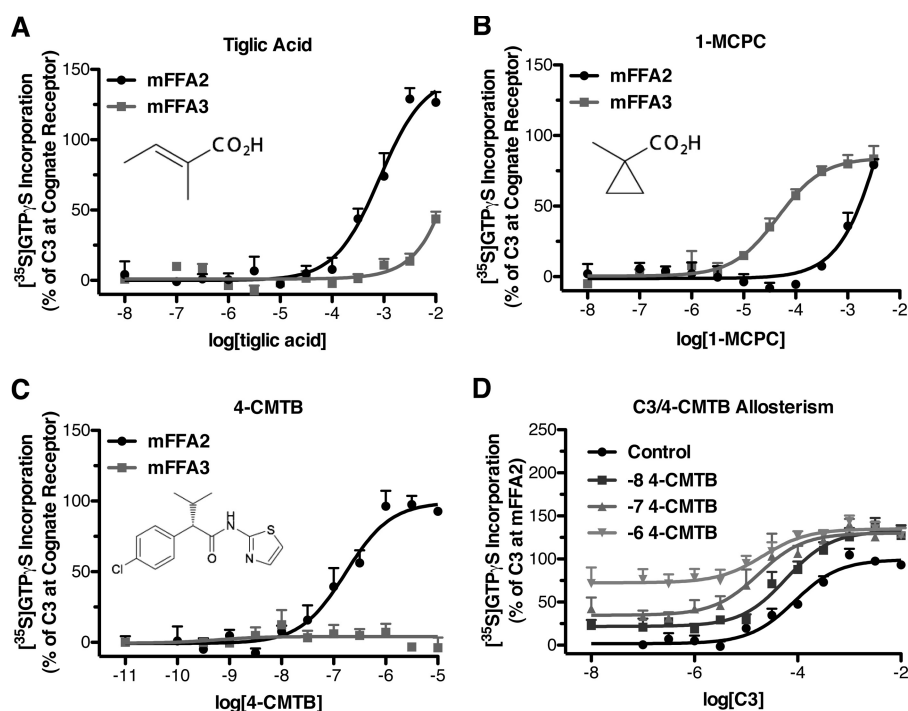 A
Tiglic Acid
[³⁵S]GTPγS Incorporation
(% of C3 at Cognate Receptor)
150
100
50
0
mFFA2
mFFA3
CO₂H
-8 -7 -6 -5 -4 -3 -2
log[tiglic acid]
B
1-MCPC
[³⁵S]GTPγS Incorporation
(% of C3 at Cognate Receptor)
150
100
50
0
mFFA2
mFFA3
CO₂H
-8 -7 -6 -5 -4 -3 -2
log[1-MCPC]
C
4-CMTB
[³⁵S]GTPγS Incorporation
(% of C3 at Cognate Receptor)
150
100
50
0
mFFA2
mFFA3
H
N
S
N
O
Cl
-11 -10 -9 -8 -7 -6 -5
log[4-CMTB]
D
C3/4-CMTB Allosterism
[³⁵S]GTPγS Incorporation
(% of C3 at mFFA2)
250
200
150
100
50
0
Control
-8 4-CMTB
-7 4-CMTB
-6 4-CMTB
-8 -6 -4 -2
log[C3]